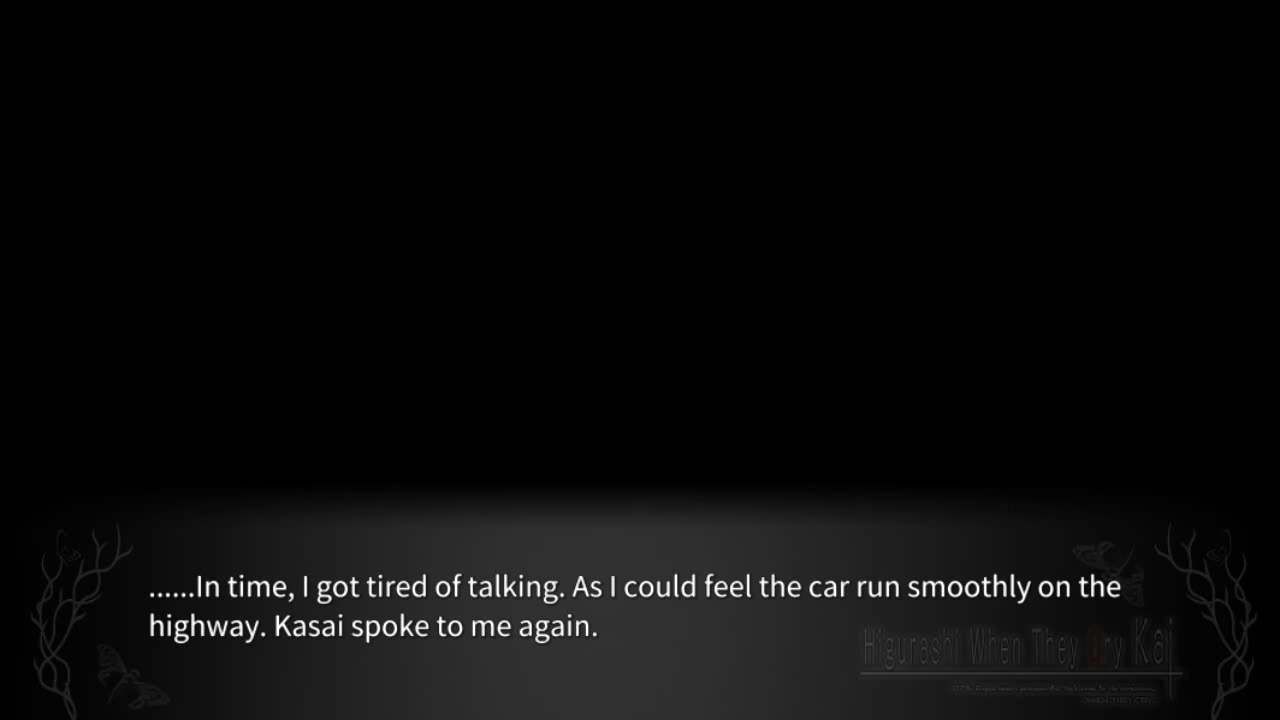 ......In time, I got tired of talking. As I could feel the car run smoothly on the
highway. Kasai spoke to me again.
Higurashi When They Cry Kai